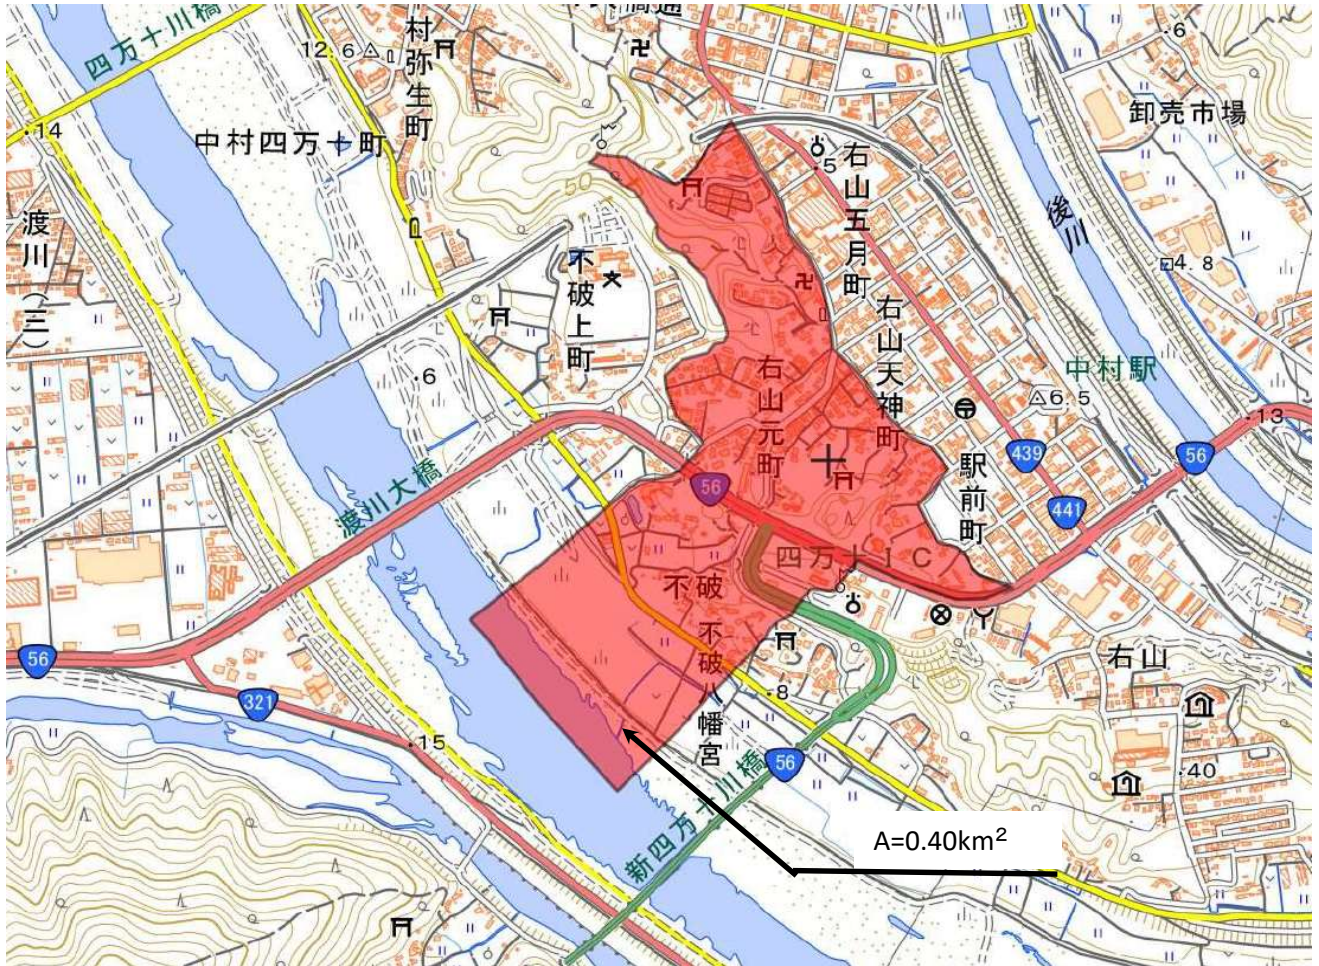 四万十川橋
12.6
村弥生町
卍
6
14
中村四万十町
卸売市場
5
右山五月町
後川
渡川(三)
50
4.8
不破上町
卍
右山天神町
6
右山元町
中村駅
6.5
13
439
56
駅前町
56
渡川大橋
441
四万十IC
不破
不破八幡宮
右山
56
321
8
15
56
40
新四万十川橋
A=0.40km²